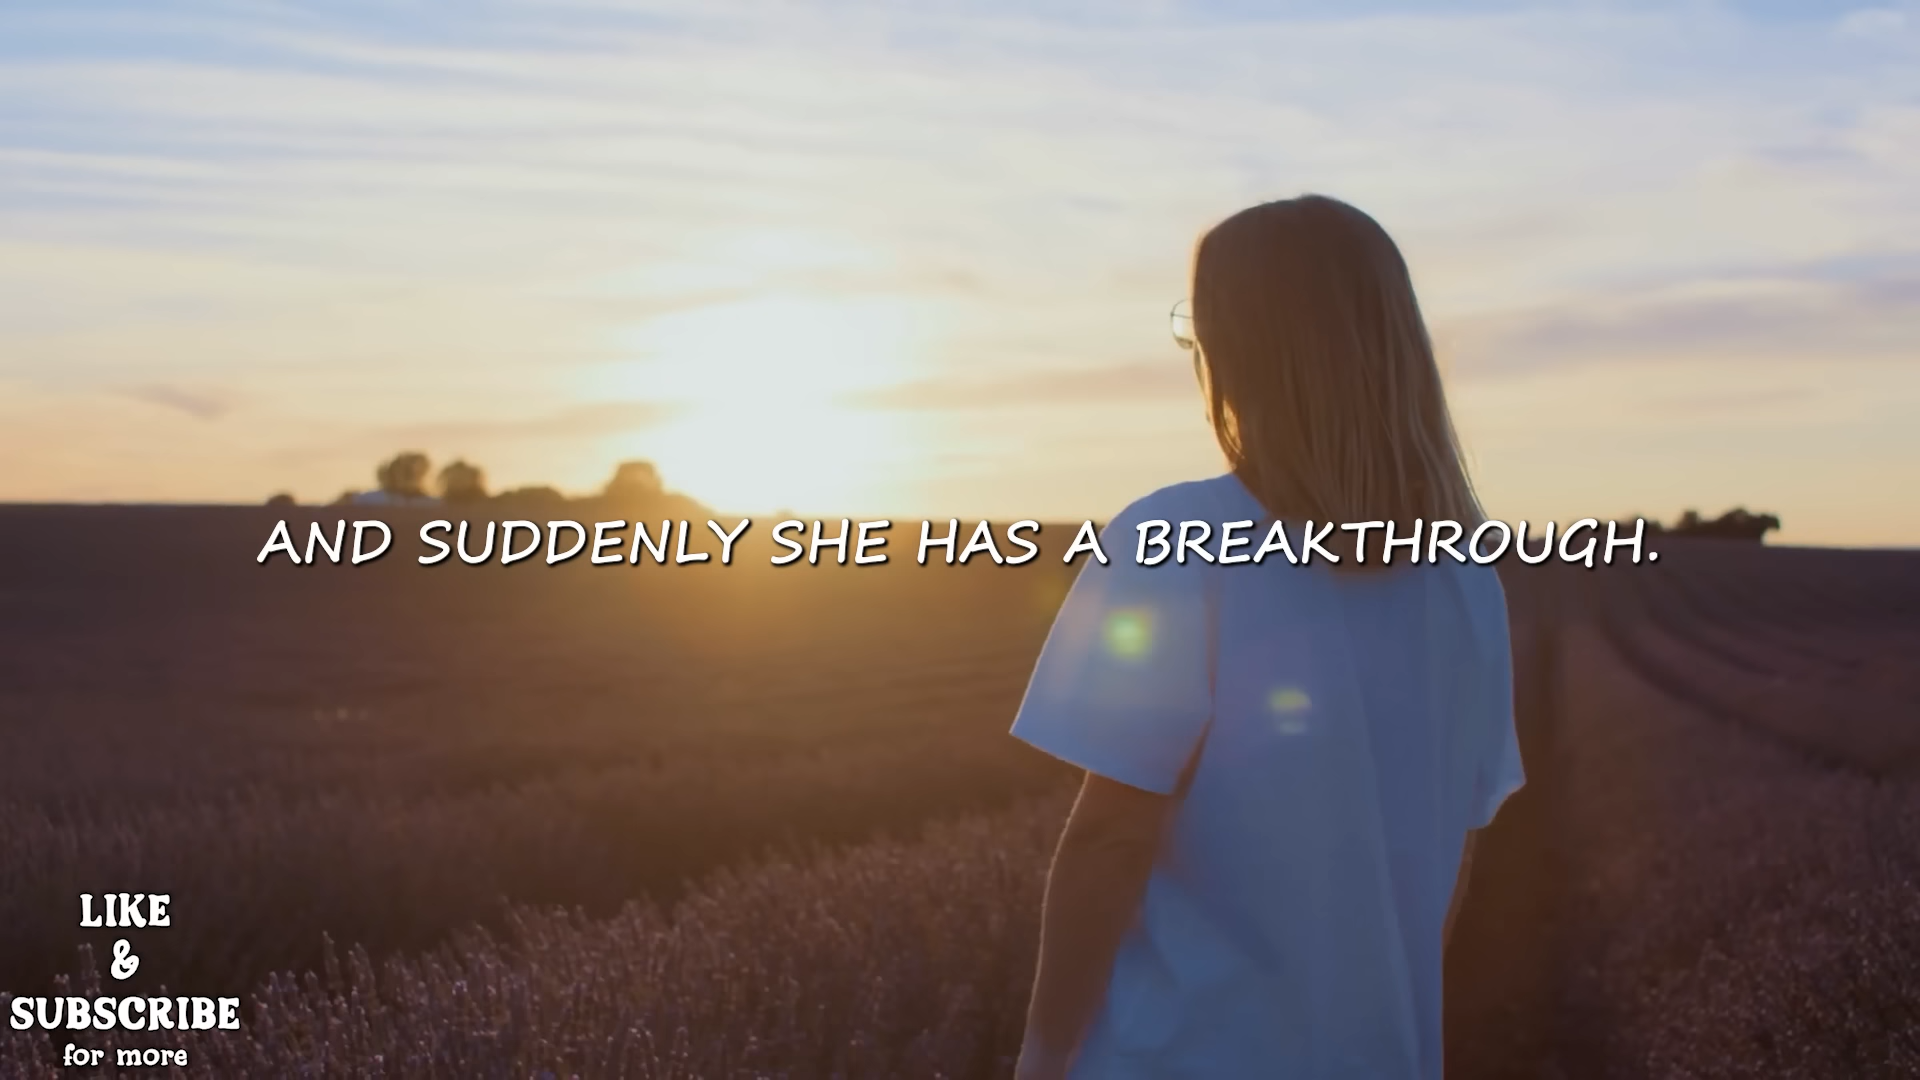 AND SUDDENLY SHE HAS A BREAKTHROUGH.
LIKE
&
SUBSCRIBE
for more